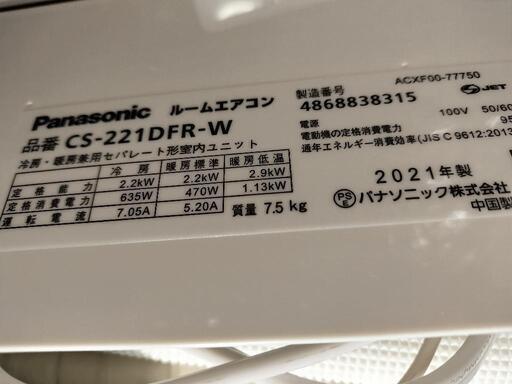 ACXF00-77750
Panasonic ルームエアコン 製造番号 JET
品番 CS-221DFR-W 4868838315
冷房・暖房兼用セパレート形室内ユニット 電源 100V 50/60
電動機の定格消費電力 95
通年エネルギー消費効率(JIS C 9612:2013
冷房 暖房標準 暖房低温
定格能力 2.2kW 2.2kW 2.9kW
定格消費電力 635W 470W 1.13kW
運転電流 7.05A 5.20A 質量 7.5 kg
2021年製
PSE パナソニック株式会社
中国製